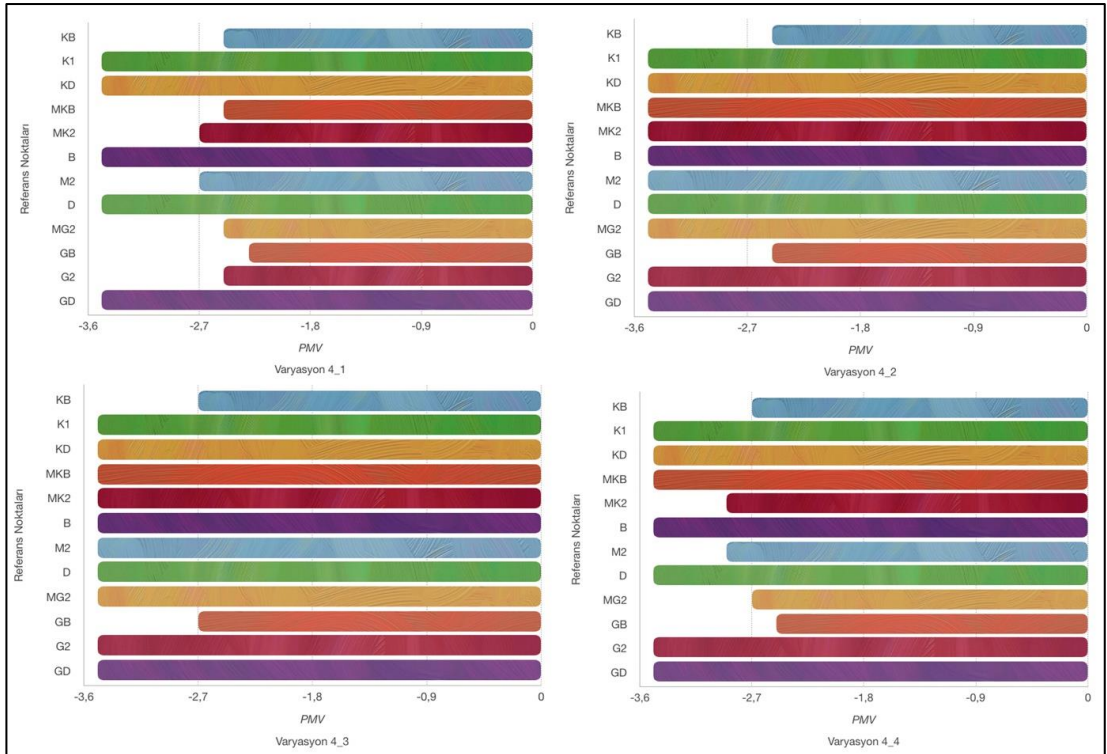 KB
K1
KD
MKB
MK2
B
M2
D
MG2
GB
G2
GD
Referans Noktaları
-3,6 -2,7 -1,8 -0,9 0
PMV
Varyasyon 4_1
KB
K1
KD
MKB
MK2
B
M2
D
MG2
GB
G2
GD
Referans Noktaları
-3,6 -2,7 -1,8 -0,9 0
PMV
Varyasyon 4_2
KB
K1
KD
MKB
MK2
B
M2
D
MG2
GB
G2
GD
Referans Noktaları
-3,6 -2,7 -1,8 -0,9 0
PMV
Varyasyon 4_3
KB
K1
KD
MKB
MK2
B
M2
D
MG2
GB
G2
GD
Referans Noktaları
-3,6 -2,7 -1,8 -0,9 0
PMV
Varyasyon 4_4